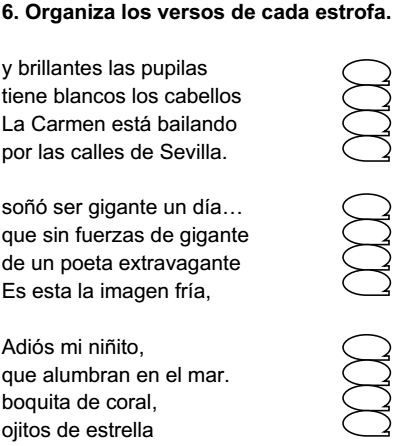 6. Organiza los versos de cada estrofa.
y brillantes las pupilas
tiene blancos los cabellos
La Carmen está bailando
por las calles de Sevilla.
soñó ser gigante un día…
que sin fuerzas de gigante
de un poeta extravagante
Es esta la imagen fría,
Adiós mi niñito,
que alumbran en el mar.
boquita de coral,
ojitos de estrella